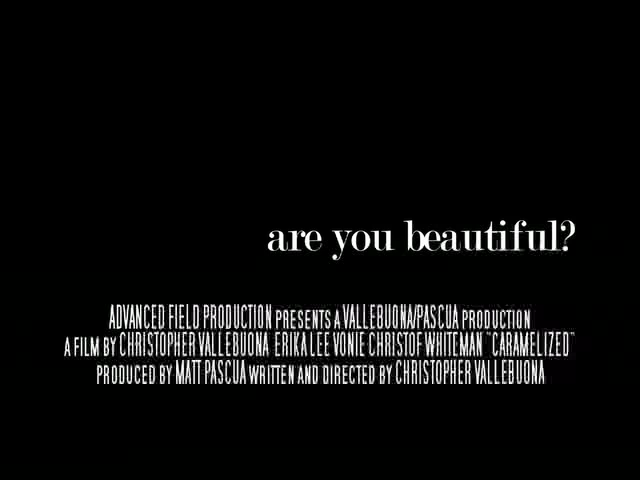 are you beautiful?
ADVANCED FIELD PRODUCTION PRESENTS A VALLEBUONA/PASCUA PRODUCTION
A FILM BY CHRISTOPHER VALLEBUONA ERIKA LEE VONIE CHRISTOF WHITEMAN "CARAMELIZED"
PRODUCED BY MATT PASCUA WRITTEN AND DIRECTED BY CHRISTOPHER VALLEBUONA